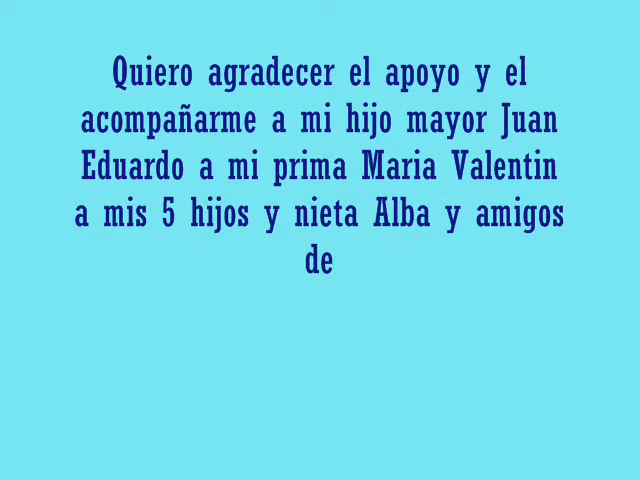 Quiero agradecer el apoyo y el
acompañarme a mi hijo mayor Juan
Eduardo a mi prima Maria Valentin
a mis 5 hijos y nieta Alba y amigos
de